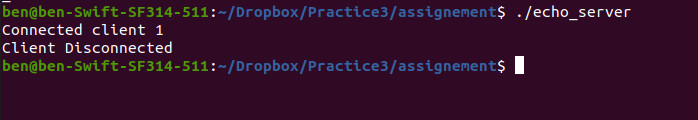 ben@ben-Swift-SF314-511:~/Dropbox/Practice3/assignement$ ./echo_server
Connected client 1
Client Disconnected
ben@ben-Swift-SF314-511:~/Dropbox/Practice3/assignement$